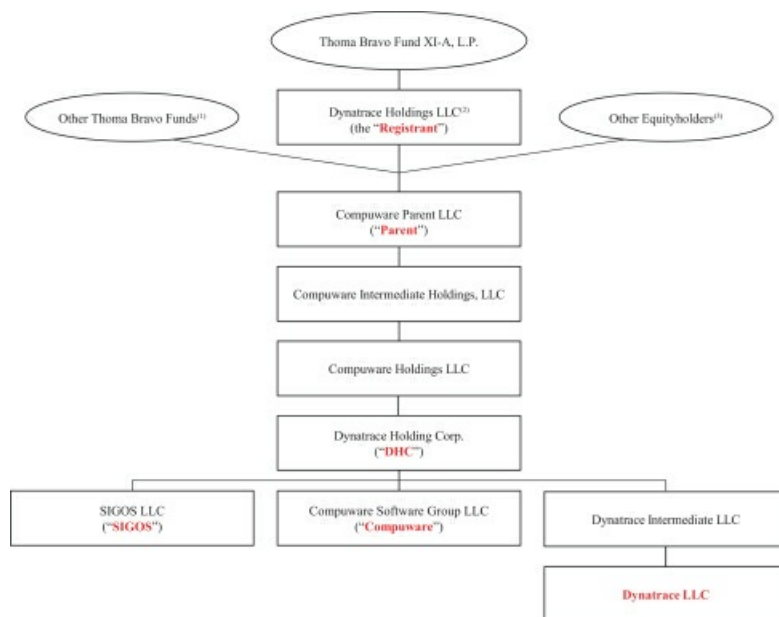 Thoma Bravo Fund XI-A, L.P.
Other Thoma Bravo Funds(1)
Dynatrace Holdings LLC(2)
(the “Registrant”)
Other Equityholders(3)
Compuware Parent LLC
(“Parent”)
Compuware Intermediate Holdings, LLC
Compuware Holdings LLC
Dynatrace Holding Corp.
(“DHC”)
SIGOS LLC
(“SIGOS”)
Compuware Software Group LLC
(“Compuware”)
Dynatrace Intermediate LLC
Dynatrace LLC